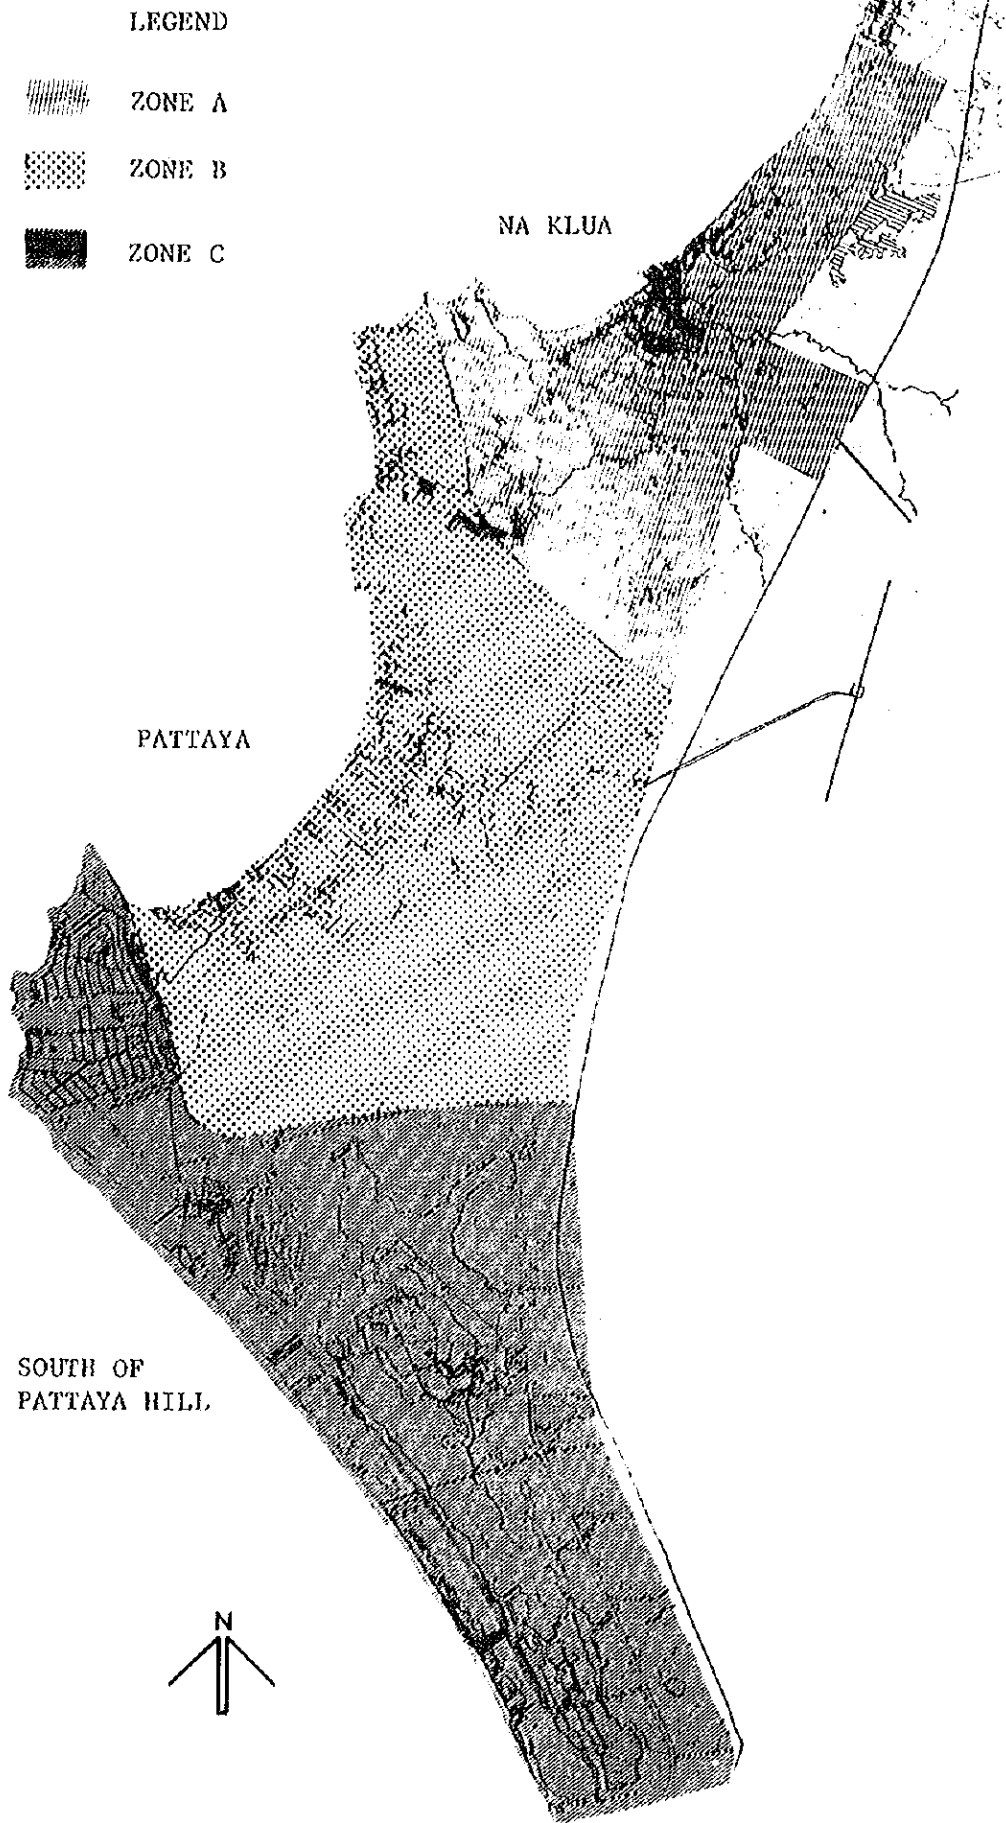 LEGEND
ZONE A
ZONE B
ZONE C
NA KLUA
PATTAYA
SOUTH OF
PATTAYA HILL
N